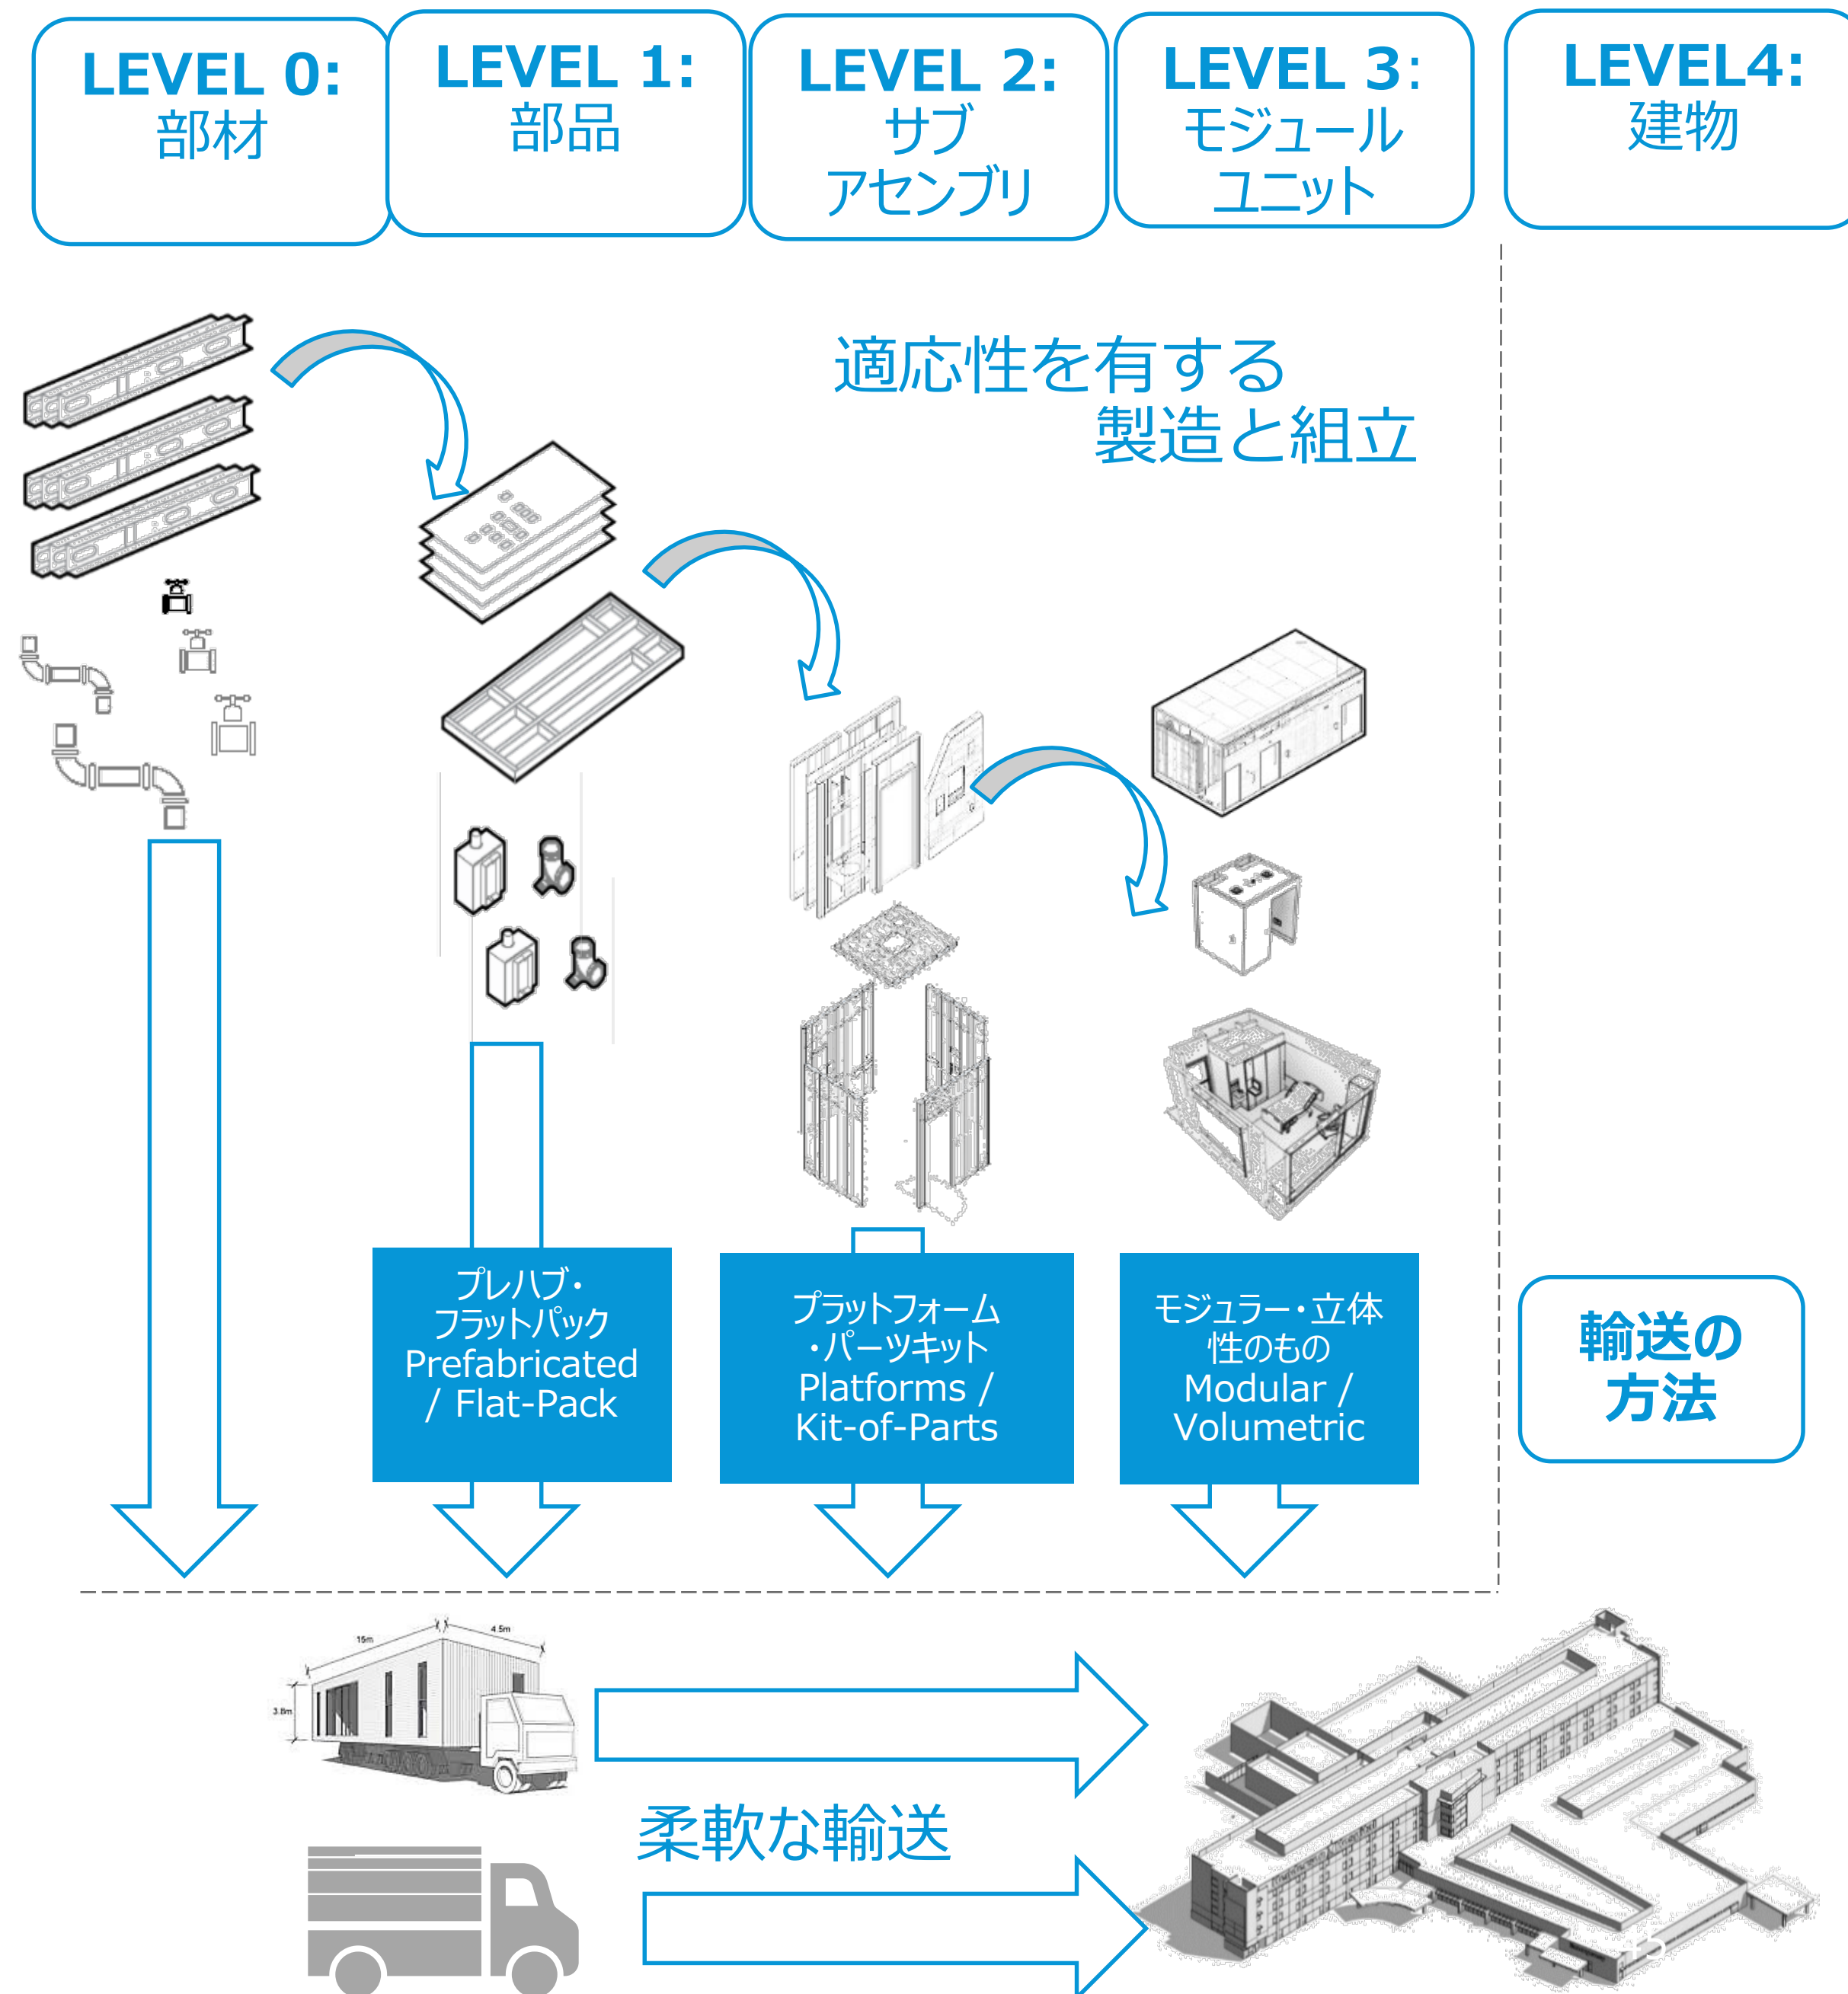 LEVEL 0:
部材
LEVEL 1:
部品
LEVEL 2:
サブ
アセンブリ
LEVEL 3:
モジュール
ユニット
LEVEL4:
建物
適応性を有する
製造と組立
プレハブ・
フラットパック
Prefabricated
/ Flat-Pack
プラットフォーム
・パーツキット
Platforms /
Kit-of-Parts
モジュラー・立体
性のもの
Modular /
Volumetric
輸送の
方法
15m
4.5m
3.8m
柔軟な輸送